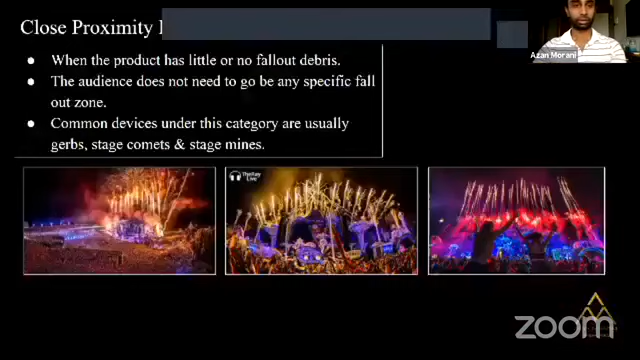 Close Proximity
Azan Morani
● When the product has little or no fallout debris.
● The audience does not need to go be any specific fall
out zone.
● Common devices under this category are usually
gerbs, stage comets & stage mines.
zoom